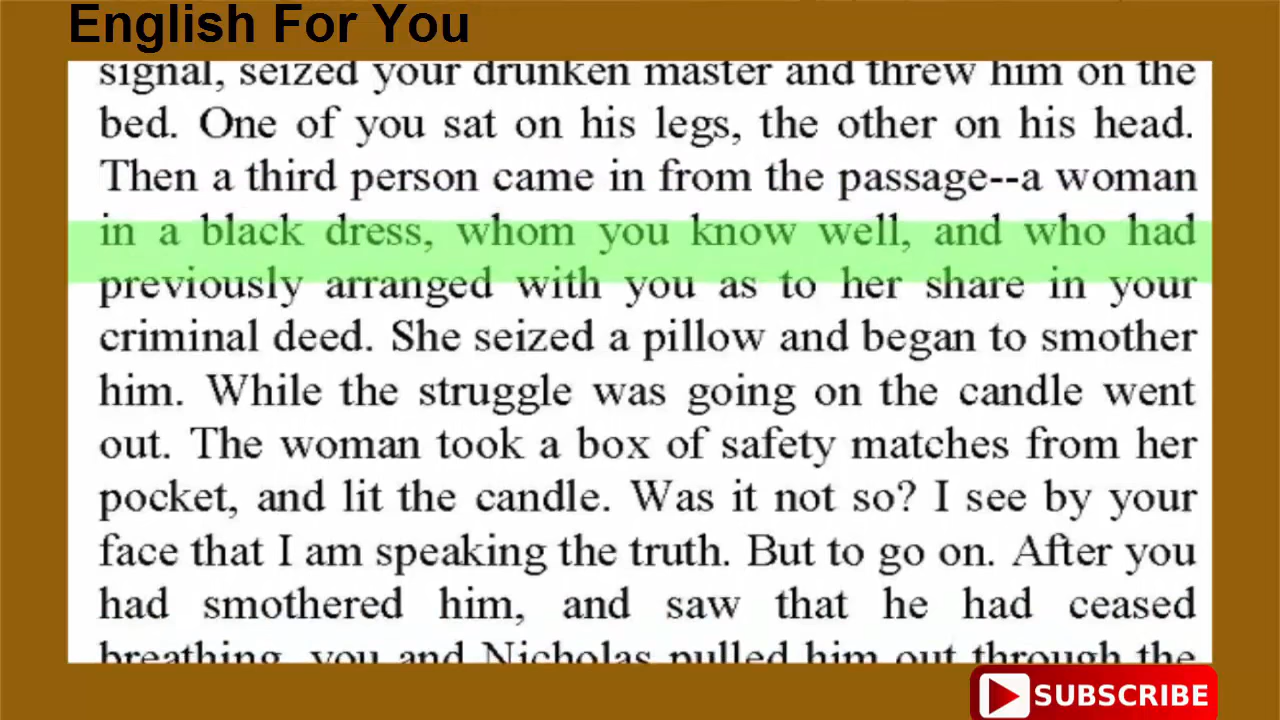 English For You
signal, seized your drunken master and threw him on the
bed. One of you sat on his legs, the other on his head.
Then a third person came in from the passage--a woman
in a black dress, whom you know well, and who had
previously arranged with you as to her share in your
criminal deed. She seized a pillow and began to smother
him. While the struggle was going on the candle went
out. The woman took a box of safety matches from her
pocket, and lit the candle. Was it not so? I see by your
face that I am speaking the truth. But to go on. After you
had smothered him, and saw that he had ceased
breathing, you and Nicholas pulled him out through the
SUBSCRIBE